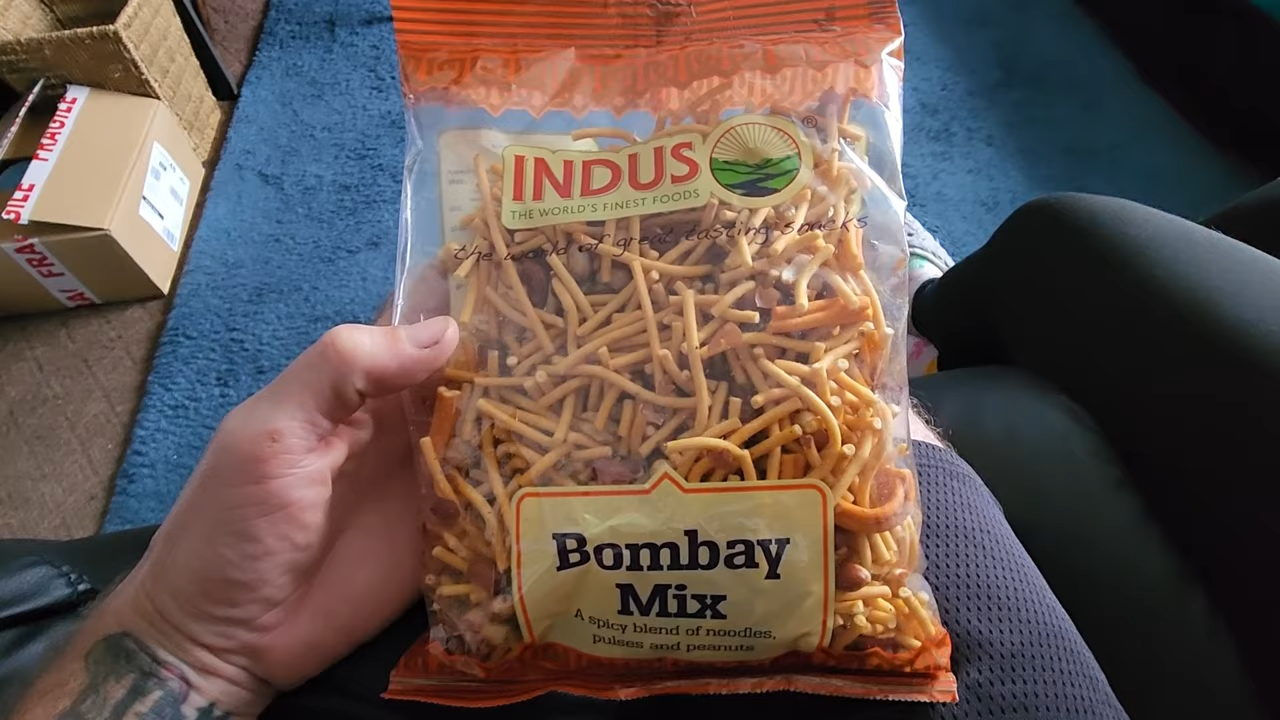 FRAGILE
GILE
FRA
INDUS
®
THE WORLD'S FINEST FOODS
the world of great tasting snacks
Bombay
Mix
A spicy blend of noodles,
pulses and peanuts